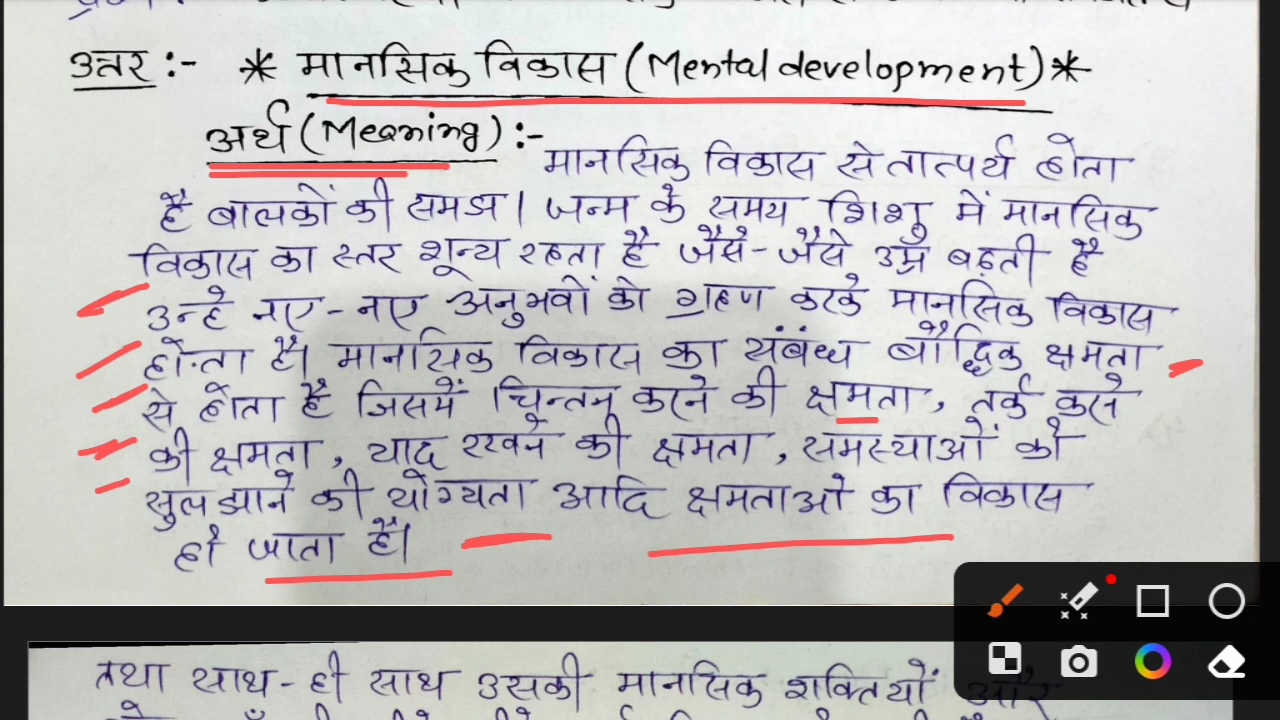 उत्तर :- * मानसिक विकास (Mental development) *
अर्थ (Meaning) :-
मानसिक विकास से तात्पर्य होता
है बालकों की समझ। जन्म के समय शिशु में मानसिक
विकास का स्तर शून्य रहता है जैसे-जैसे उम्र बढ़ती है
उन्हे नए-नए अनुभवों को ग्रहण करके मानसिक विकास
होता है। मानसिक विकास का संबंध बौद्धिक क्षमता
से होता है जिसमें चिन्तन करने की क्षमता, तर्क करने
की क्षमता, याद रखने की क्षमता, समस्याओं को
सुलझाने की योग्यता आदि क्षमताओ का विकास
हो जाता है।
तथा साथ-ही साथ उसकी मानसिक शक्तियों और